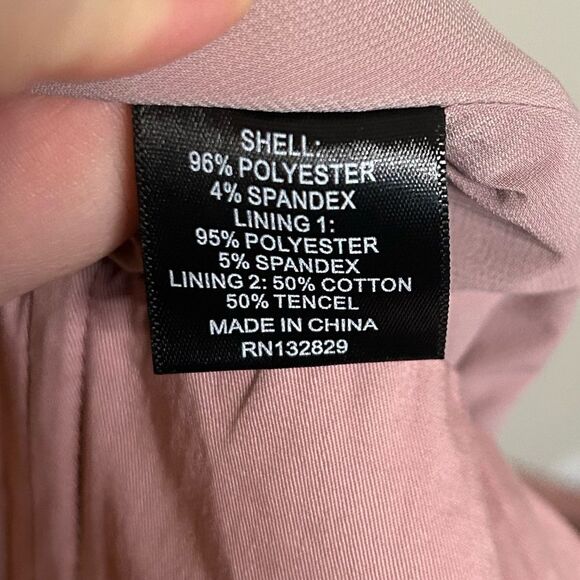 SHELL:
96% POLYESTER
4% SPANDEX
LINING 1:
95% POLYESTER
5% SPANDEX
LINING 2: 50% COTTON
50% TENCEL
MADE IN CHINA
RN132829